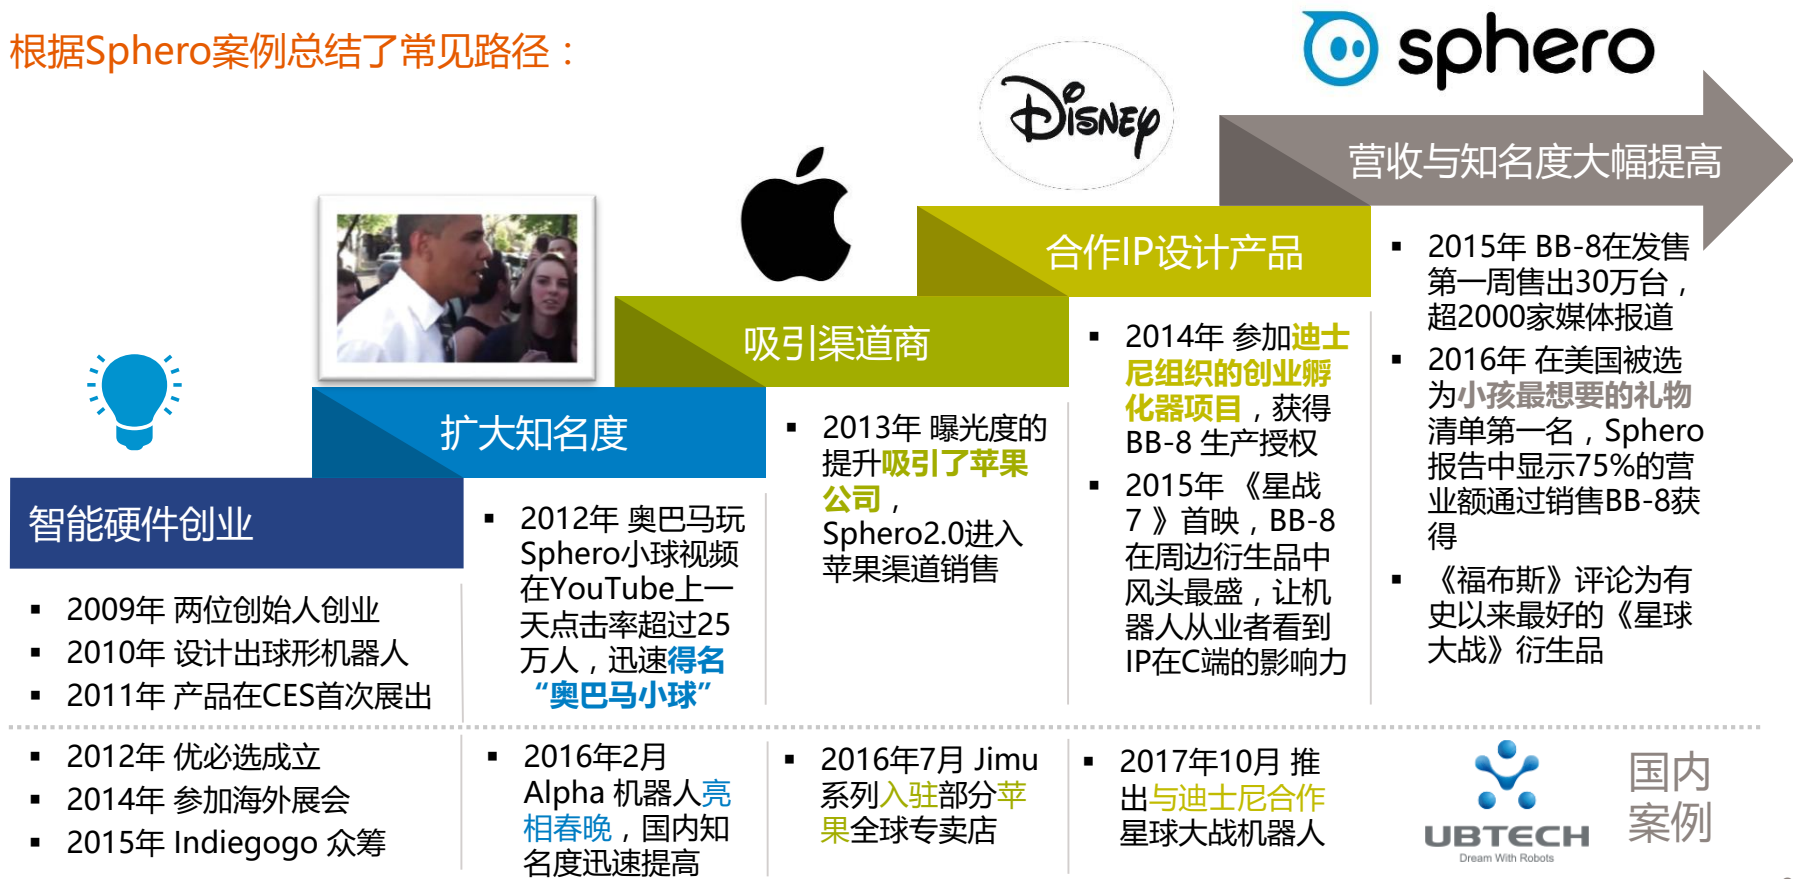 根据Sphero案例总结了常见路径：
sphero
DISNEY
营收与知名度大幅提高
合作IP设计产品
吸引渠道商
扩大知名度
智能硬件创业
▪ 2009年 两位创始人创业
▪ 2010年 设计出球形机器人
▪ 2011年 产品在CES首次展出
▪ 2012年 奥巴马玩
Sphero小球视频
在YouTube上一
天点击率超过25
万人，迅速得名
“奥巴马小球”
▪ 2013年 曝光度的
提升吸引了苹果
公司，
Sphero2.0进入
苹果渠道销售
▪ 2014年 参加迪士
尼组织的创业孵
化器项目，获得
BB-8 生产授权
▪ 2015年 《星战
7 》首映，BB-8
在周边衍生品中
风头最盛，让机
器人从业者看到
IP在C端的影响力
▪ 2015年 BB-8在发售
第一周售出30万台，
超2000家媒体报道
▪ 2016年 在美国被选
为小孩最想要的礼物
清单第一名，Sphero
报告中显示75%的营
业额通过销售BB-8获
得
▪ 《福布斯》评论为有
史以来最好的《星球
大战》衍生品
▪ 2012年 优必选成立
▪ 2014年 参加海外展会
▪ 2015年 Indiegogo 众筹
▪ 2016年2月
Alpha 机器人亮
相春晚，国内知
名度迅速提高
▪ 2016年7月 Jimu
系列入驻部分苹
果全球专卖店
▪ 2017年10月 推
出与迪士尼合作
星球大战机器人
UBTECH
Dream With Robots
国内
案例